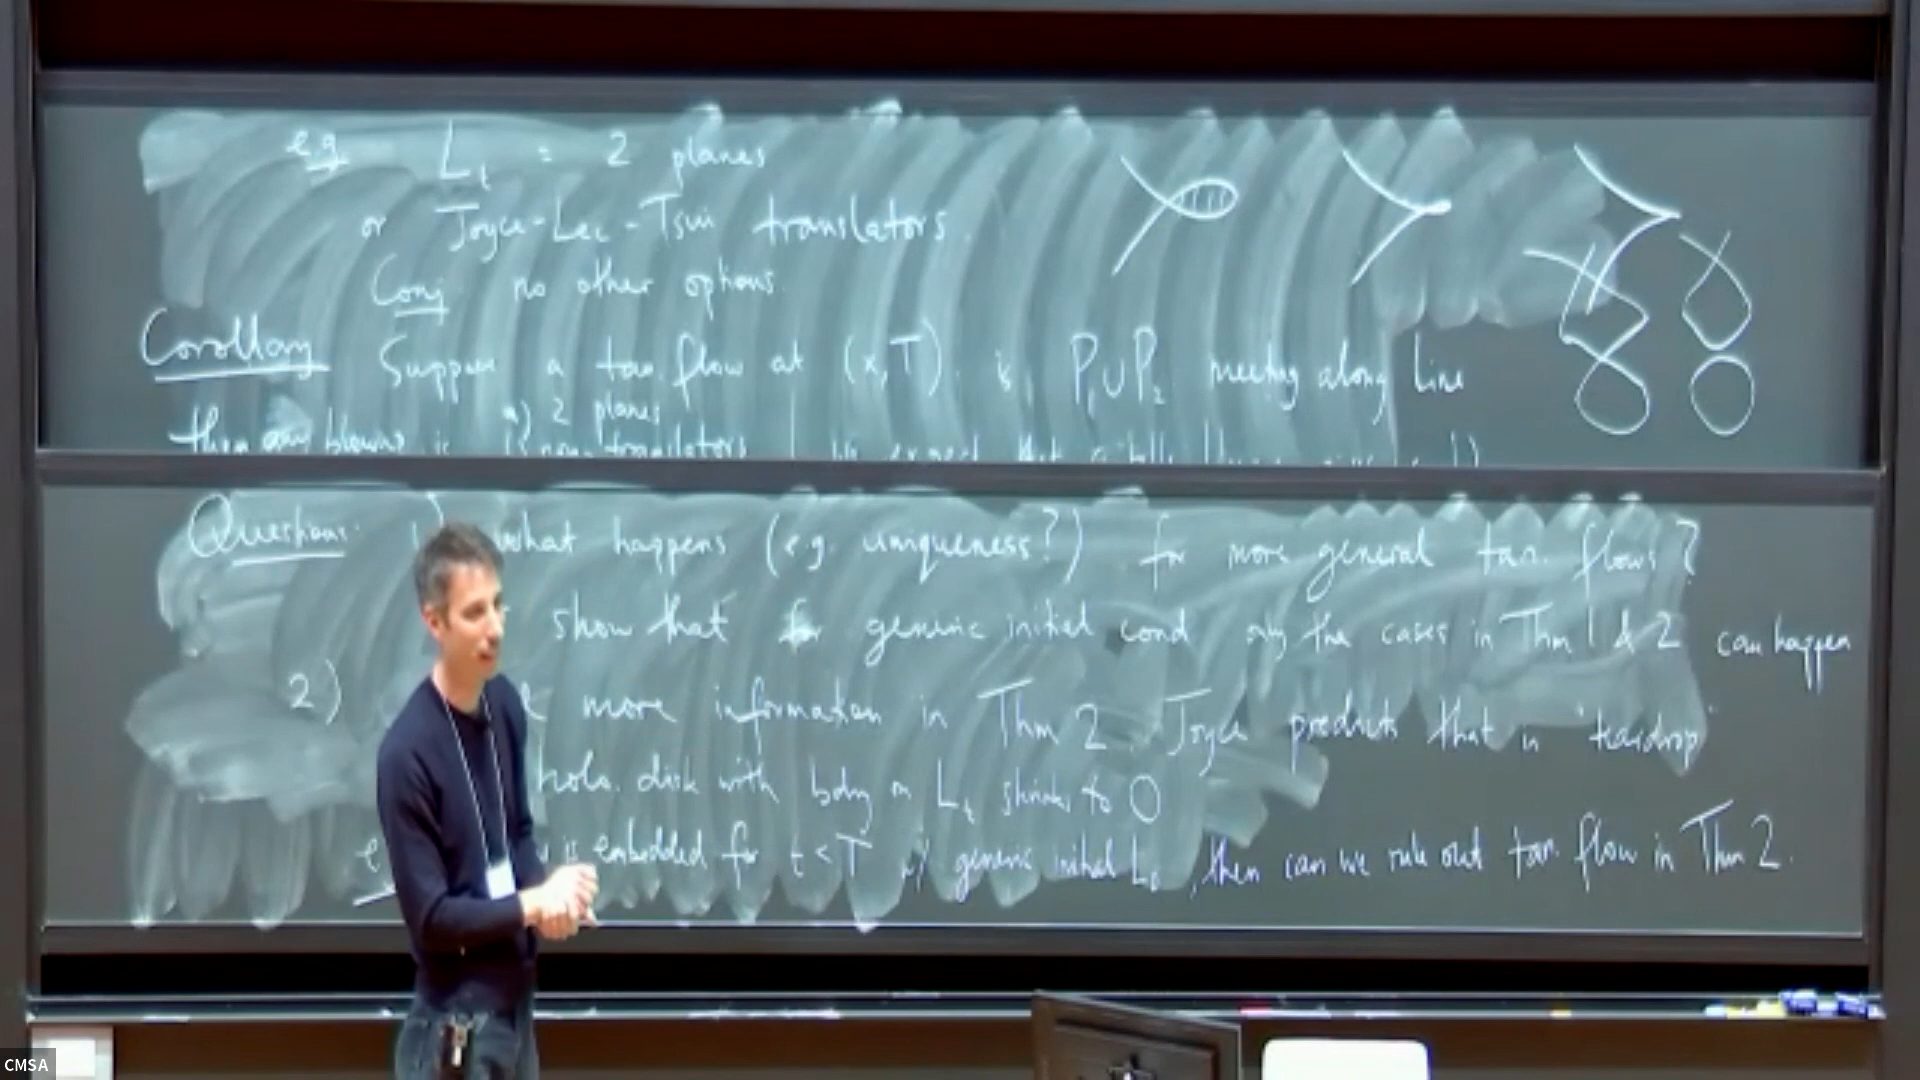 e.g. L_t = 2 planes
or Joyce-Lee-Tsui translators.
Conj no other options.
Corollary Suppose a tan. flow at (x,T) is P_1 ∪ P_2 meeting along line
a) 2 planes
then any blowup is
Questions: 1) what happens (e.g. uniqueness?) for more general tan. flows?
show that for generic initial cond only the cases in Thm 1 & 2 can happen
2) more information in Thm 2. Joyce predicts that in 'teardrop'
holo. disk with bdry on L_t shrinks to 0
is embedded for t < T w/ generic initial L_0, then can we rule out tan. flow in Thm 2.
CMSA